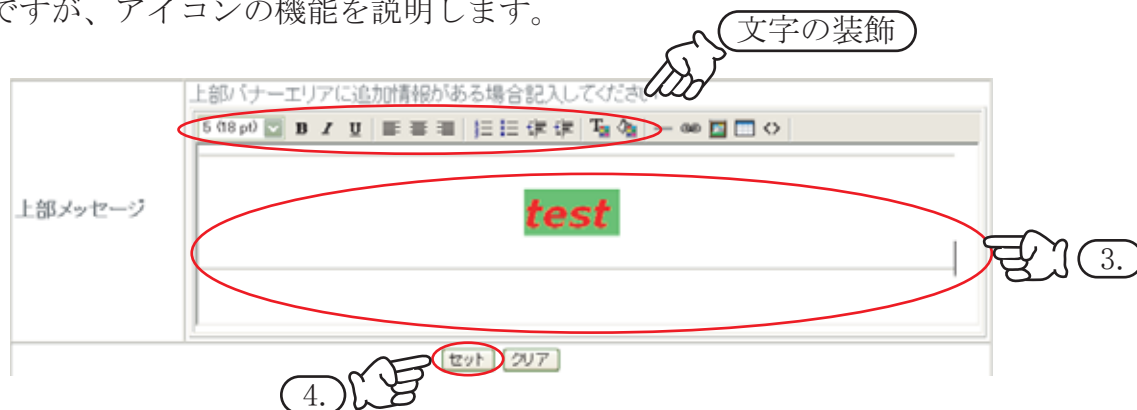 ですが、アイコンの機能を説明します。
文字の装飾
上部バナーエリアに追加情報がある場合記入してくださ
5 (18 pt) B I U
上部メッセージ
test
3.
セット クリア
4.